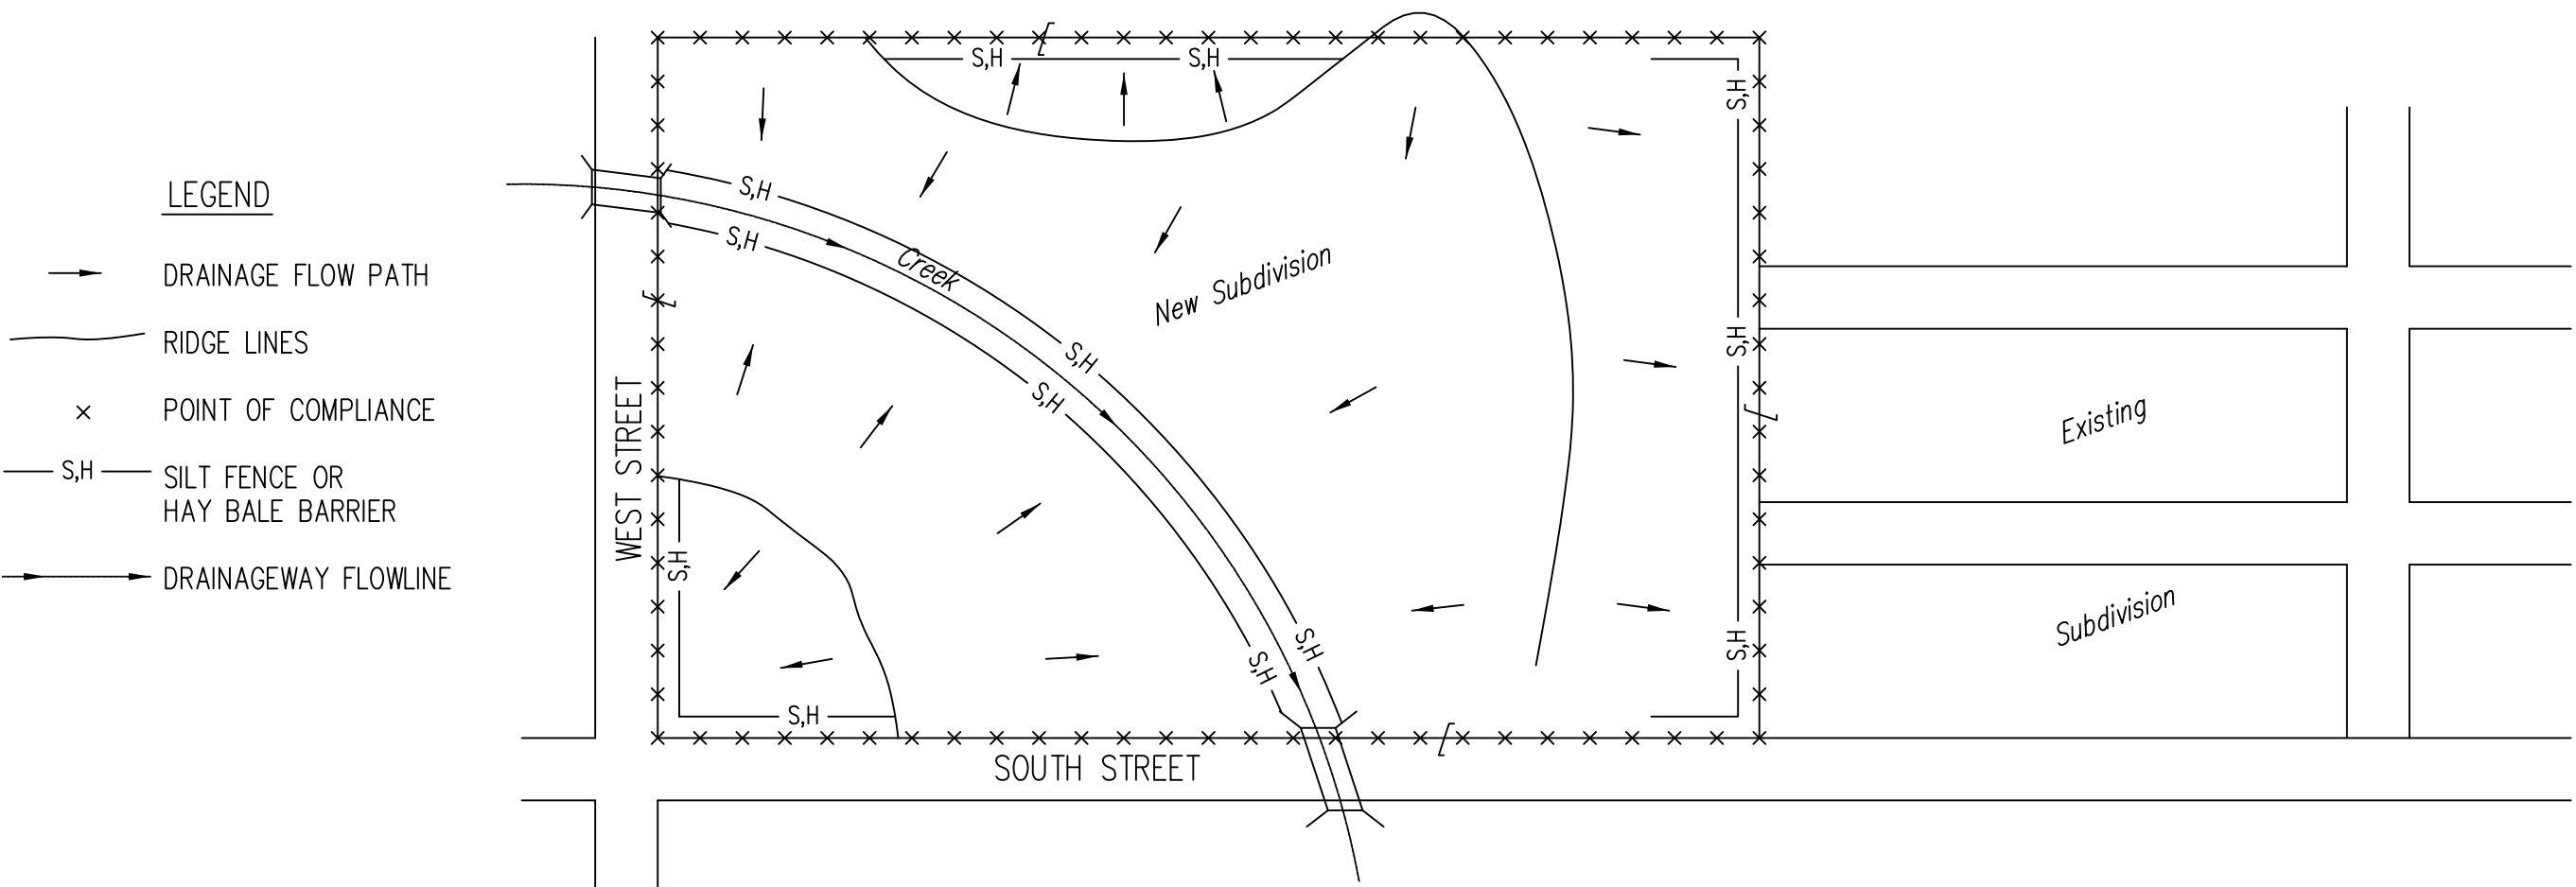 LEGEND
DRAINAGE FLOW PATH
RIDGE LINES
× POINT OF COMPLIANCE
S,H SILT FENCE OR
HAY BALE BARRIER
DRAINAGEWAY FLOWLINE
S,H
S,H
S,H
S,H
S,H
Creek
New Subdivision
S,H
S,H
S,H
WEST STREET
Existing
S,H
S,H
S,H
S,H
Subdivision
S,H
SOUTH STREET